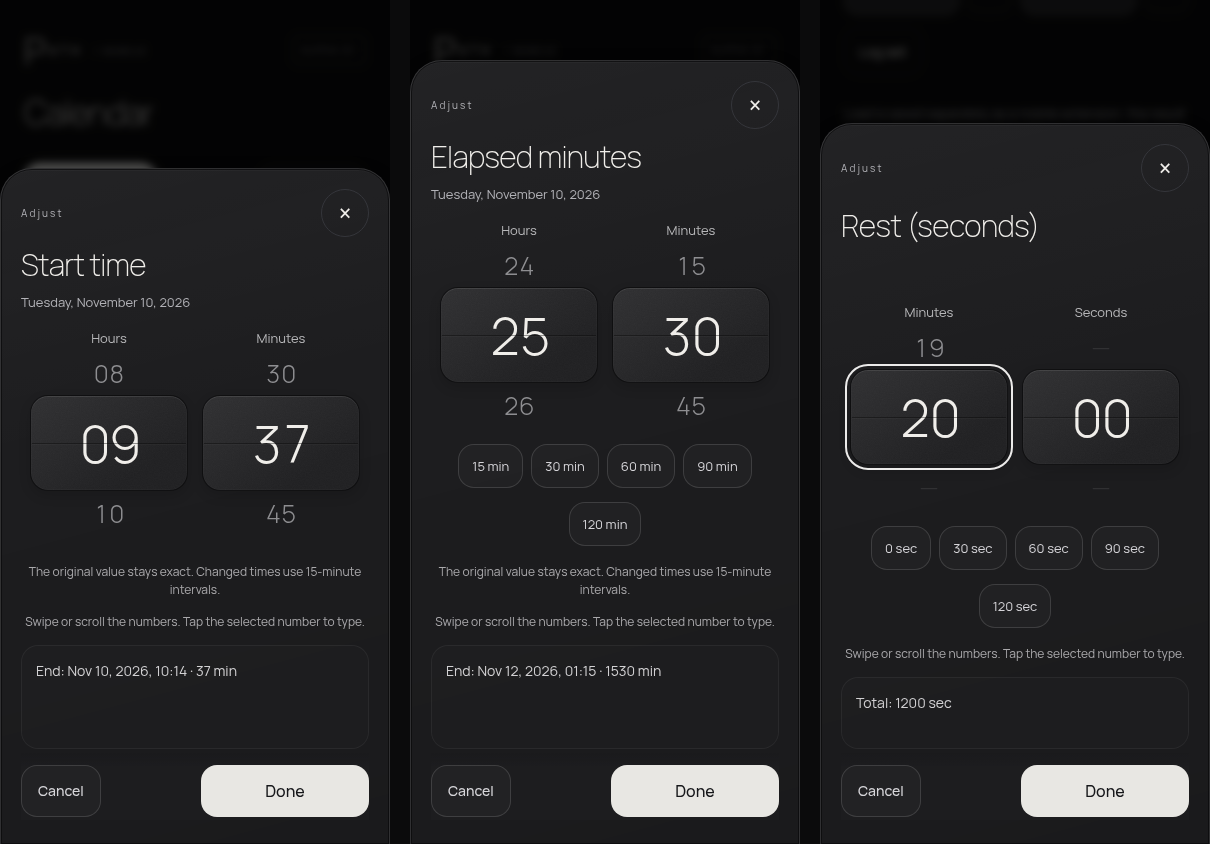 Calendar
Adjust
×
Start time
Tuesday, November 10, 2026
Hours Minutes
08 30
09 37
10 45
The original value stays exact. Changed times use 15-minute
intervals.
Swipe or scroll the numbers. Tap the selected number to type.
End: Nov 10, 2026, 10:14 · 37 min
Cancel Done
Adjust
×
Elapsed minutes
Tuesday, November 10, 2026
Hours Minutes
24 15
25 30
26 45
15 min 30 min 60 min 90 min
120 min
The original value stays exact. Changed times use 15-minute
intervals.
Swipe or scroll the numbers. Tap the selected number to type.
End: Nov 12, 2026, 01:15 · 1530 min
Cancel Done
Adjust
×
Rest (seconds)
Minutes Seconds
19 —
20 00
— —
0 sec 30 sec 60 sec 90 sec
120 sec
Swipe or scroll the numbers. Tap the selected number to type.
Total: 1200 sec
Cancel Done